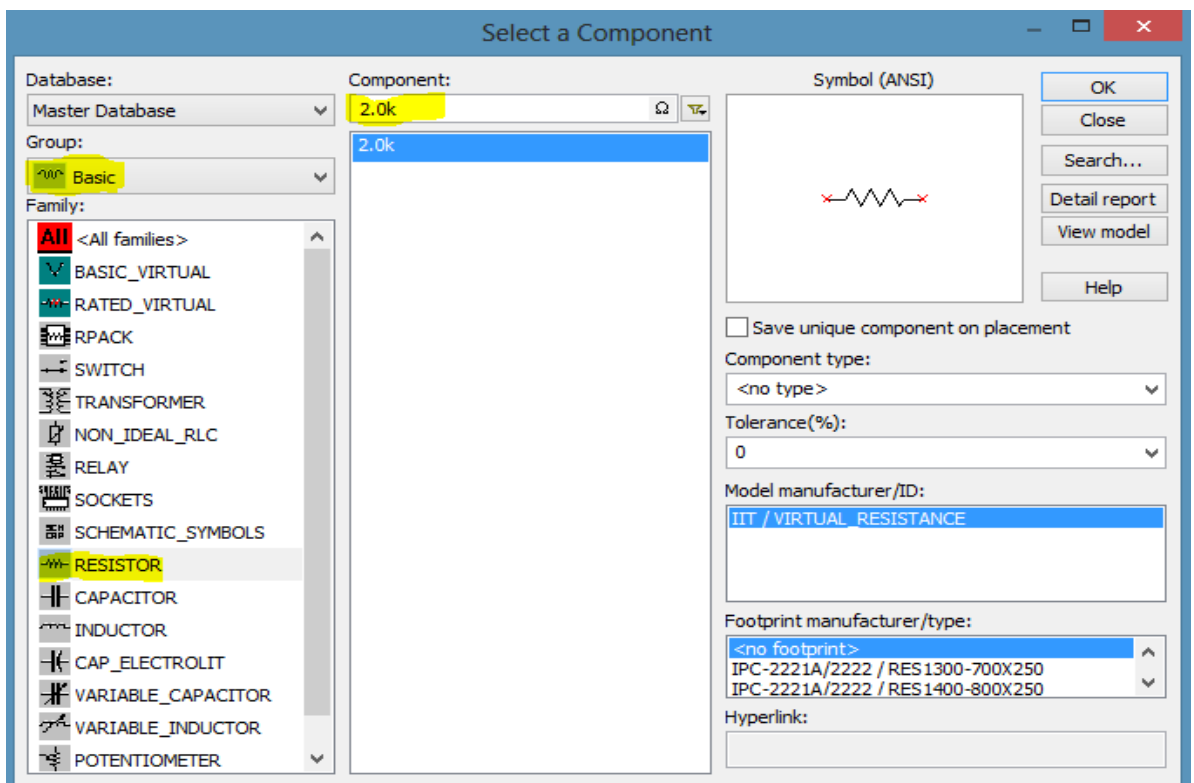 Select a Component
Database:
Master Database
Group:
Basic
Family:
All <All families>
BASIC_VIRTUAL
RATED_VIRTUAL
RPACK
SWITCH
TRANSFORMER
NON_IDEAL_RLC
RELAY
SOCKETS
SCHEMATIC_SYMBOLS
RESISTOR
CAPACITOR
INDUCTOR
CAP_ELECTROLIT
VARIABLE_CAPACITOR
VARIABLE_INDUCTOR
POTENTIOMETER
Component:
2.0k Ω
2.0k
Symbol (ANSI)
Save unique component on placement
Component type:
<no type>
Tolerance(%):
0
Model manufacturer/ID:
IIT / VIRTUAL_RESISTANCE
Footprint manufacturer/type:
<no footprint>
IPC-2221A/2222 / RES1300-700X250
IPC-2221A/2222 / RES1400-800X250
Hyperlink:
OK
Close
Search...
Detail report
View model
Help